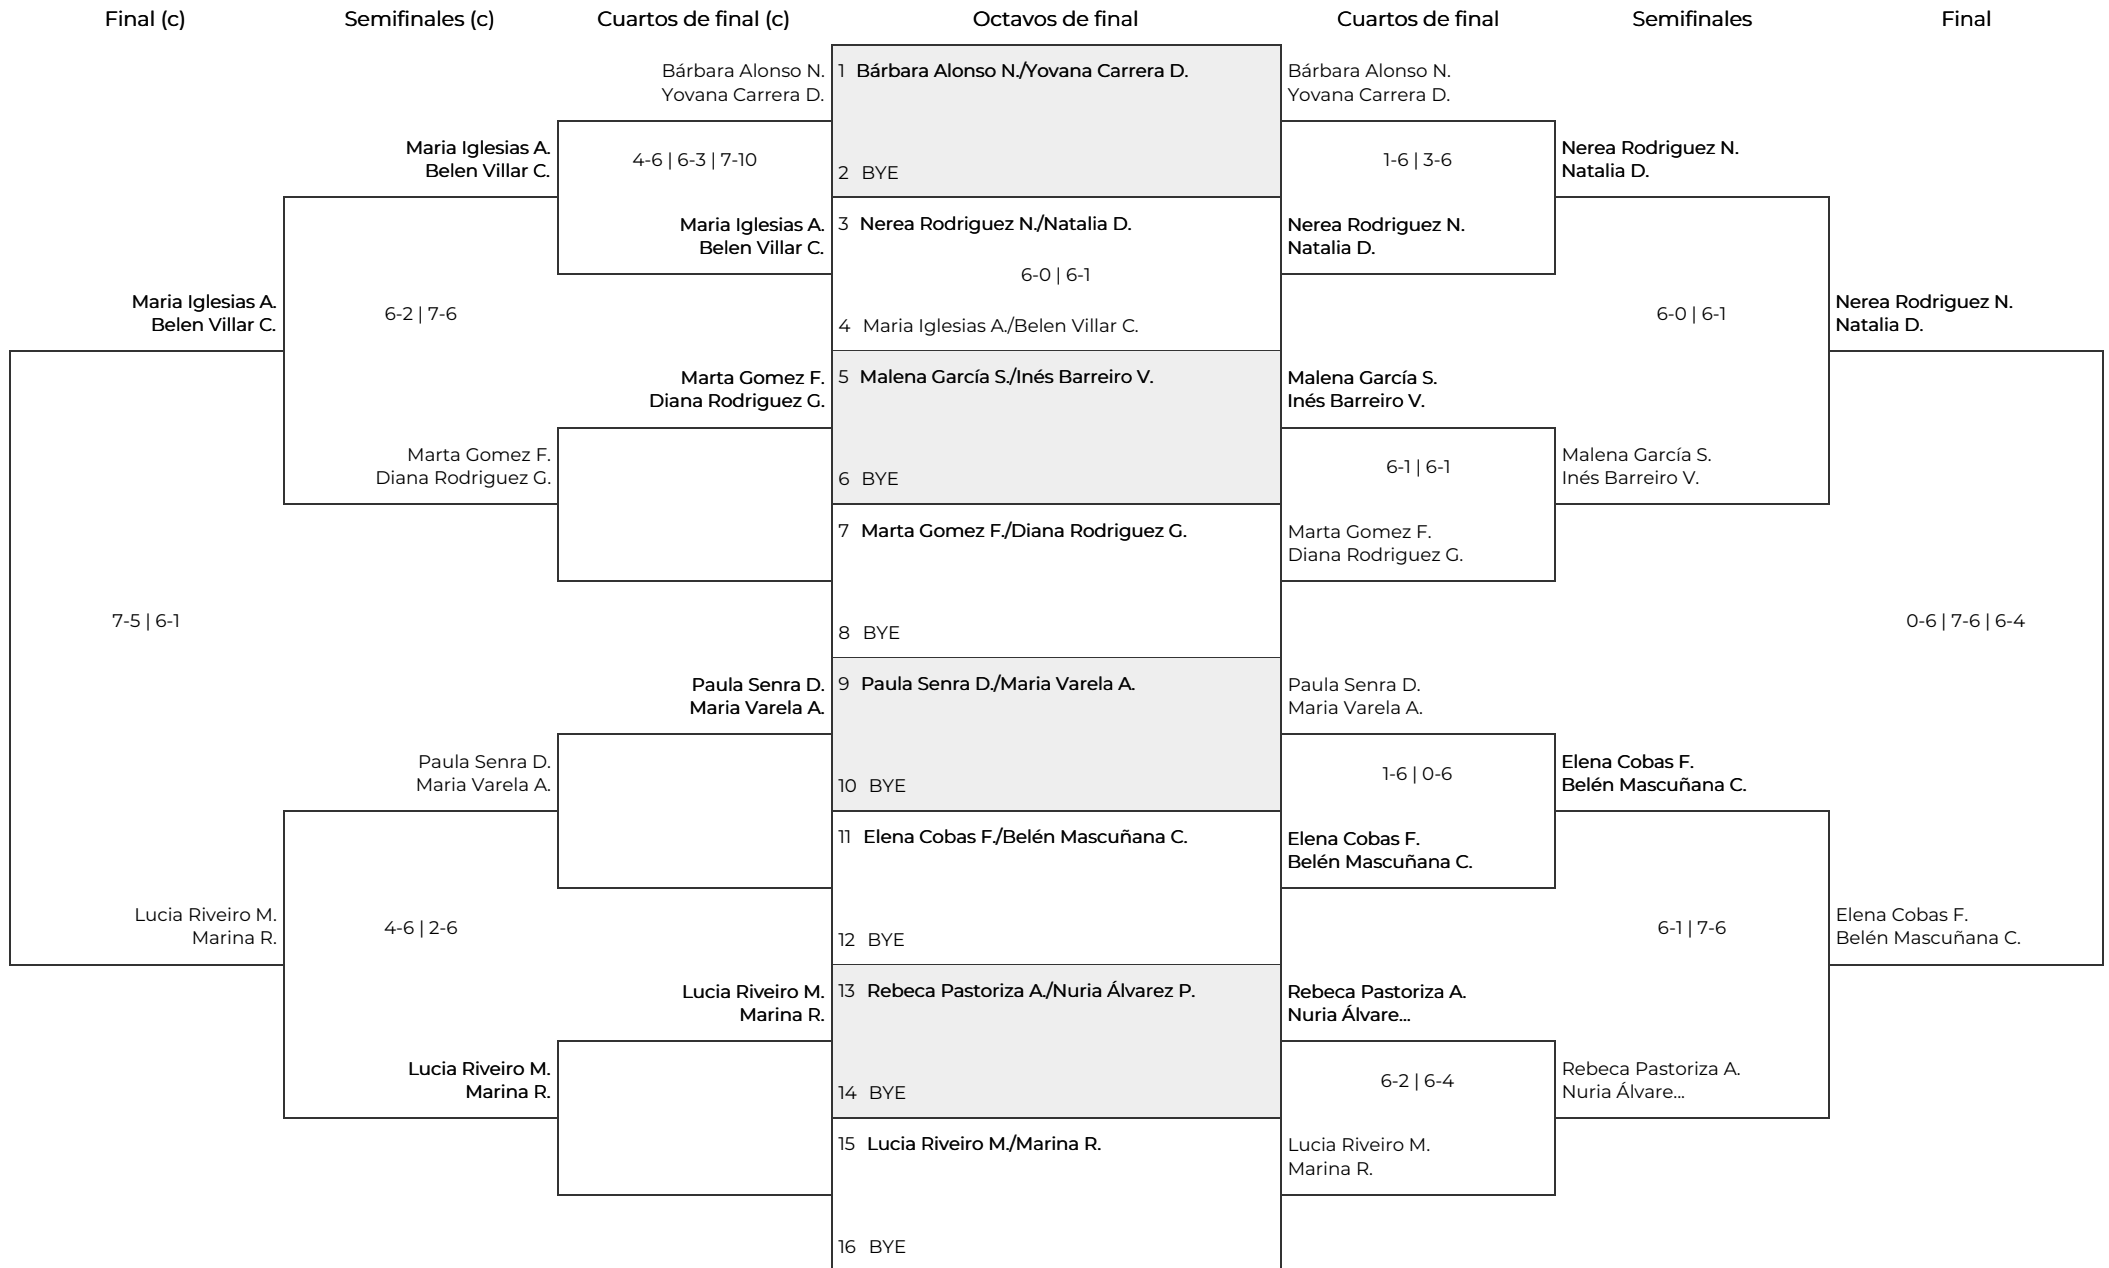 Final (c)
Semifinales (c)
Cuartos de final (c)
Octavos de final
Cuartos de final
Semifinales
Final
Maria Iglesias A.
Belen Villar C.
7-5 | 6-1
Lucia Riveiro M.
Marina R.
Maria Iglesias A.
Belen Villar C.
6-2 | 7-6
Marta Gomez F.
Diana Rodriguez G.
Paula Senra D.
Maria Varela A.
4-6 | 2-6
Lucia Riveiro M.
Marina R.
Bárbara Alonso N.
Yovana Carrera D.
4-6 | 6-3 | 7-10
Maria Iglesias A.
Belen Villar C.
Marta Gomez F.
Diana Rodriguez G.
Paula Senra D.
Maria Varela A.
Lucia Riveiro M.
Marina R.
1 Bárbara Alonso N./Yovana Carrera D.
2 BYE
3 Nerea Rodriguez N./Natalia D.
6-0 | 6-1
4 Maria Iglesias A./Belen Villar C.
5 Malena García S./Inés Barreiro V.
6 BYE
7 Marta Gomez F./Diana Rodriguez G.
8 BYE
9 Paula Senra D./Maria Varela A.
10 BYE
11 Elena Cobas F./Belén Mascuñana C.
12 BYE
13 Rebeca Pastoriza A./Nuria Álvarez P.
14 BYE
15 Lucia Riveiro M./Marina R.
16 BYE
Bárbara Alonso N.
Yovana Carrera D.
1-6 | 3-6
Nerea Rodriguez N.
Natalia D.
Malena García S.
Inés Barreiro V.
6-1 | 6-1
Marta Gomez F.
Diana Rodriguez G.
Paula Senra D.
Maria Varela A.
1-6 | 0-6
Elena Cobas F.
Belén Mascuñana C.
Rebeca Pastoriza A.
Nuria Álvare...
6-2 | 6-4
Lucia Riveiro M.
Marina R.
Nerea Rodriguez N.
Natalia D.
6-0 | 6-1
Malena García S.
Inés Barreiro V.
Elena Cobas F.
Belén Mascuñana C.
6-1 | 7-6
Rebeca Pastoriza A.
Nuria Álvare...
Nerea Rodriguez N.
Natalia D.
0-6 | 7-6 | 6-4
Elena Cobas F.
Belén Mascuñana C.